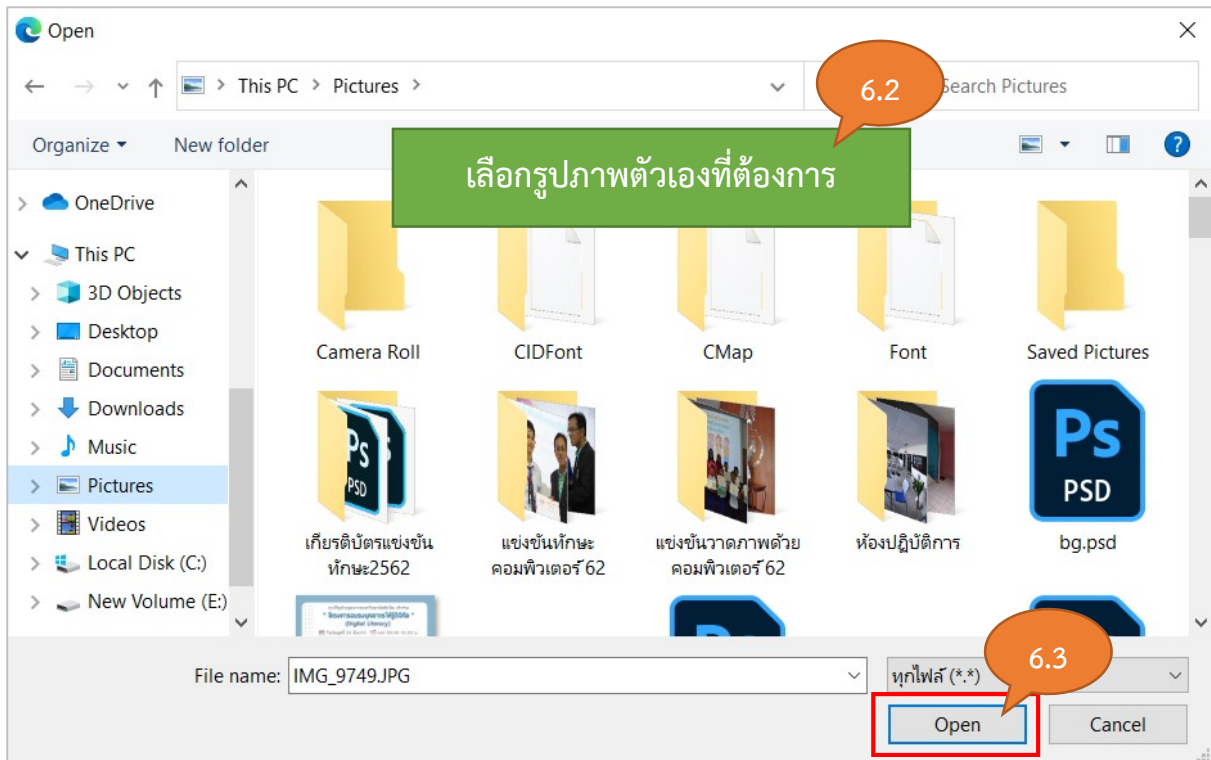 Open
This PC > Pictures >
6.2
Search Pictures
Organize
New folder
เลือกรูปภาพตัวเองที่ต้องการ
OneDrive
This PC
3D Objects
Desktop
Documents
Downloads
Music
Pictures
Videos
Local Disk (C:)
New Volume (E:)
Camera Roll
CIDFont
CMap
Font
Saved Pictures
Ps
PSD
Ps
PSD
เกียรติบัตรแข่งขัน
ทักษะ2562
แข่งขันทักษะ
คอมพิวเตอร์ 62
แข่งขันวาดภาพด้วย
คอมพิวเตอร์ 62
ห้องปฏิบัติการ
bg.psd
(Digital Literacy)
File name: IMG_9749.JPG
ทุกไฟล์ (*.*)
6.3
Open
Cancel